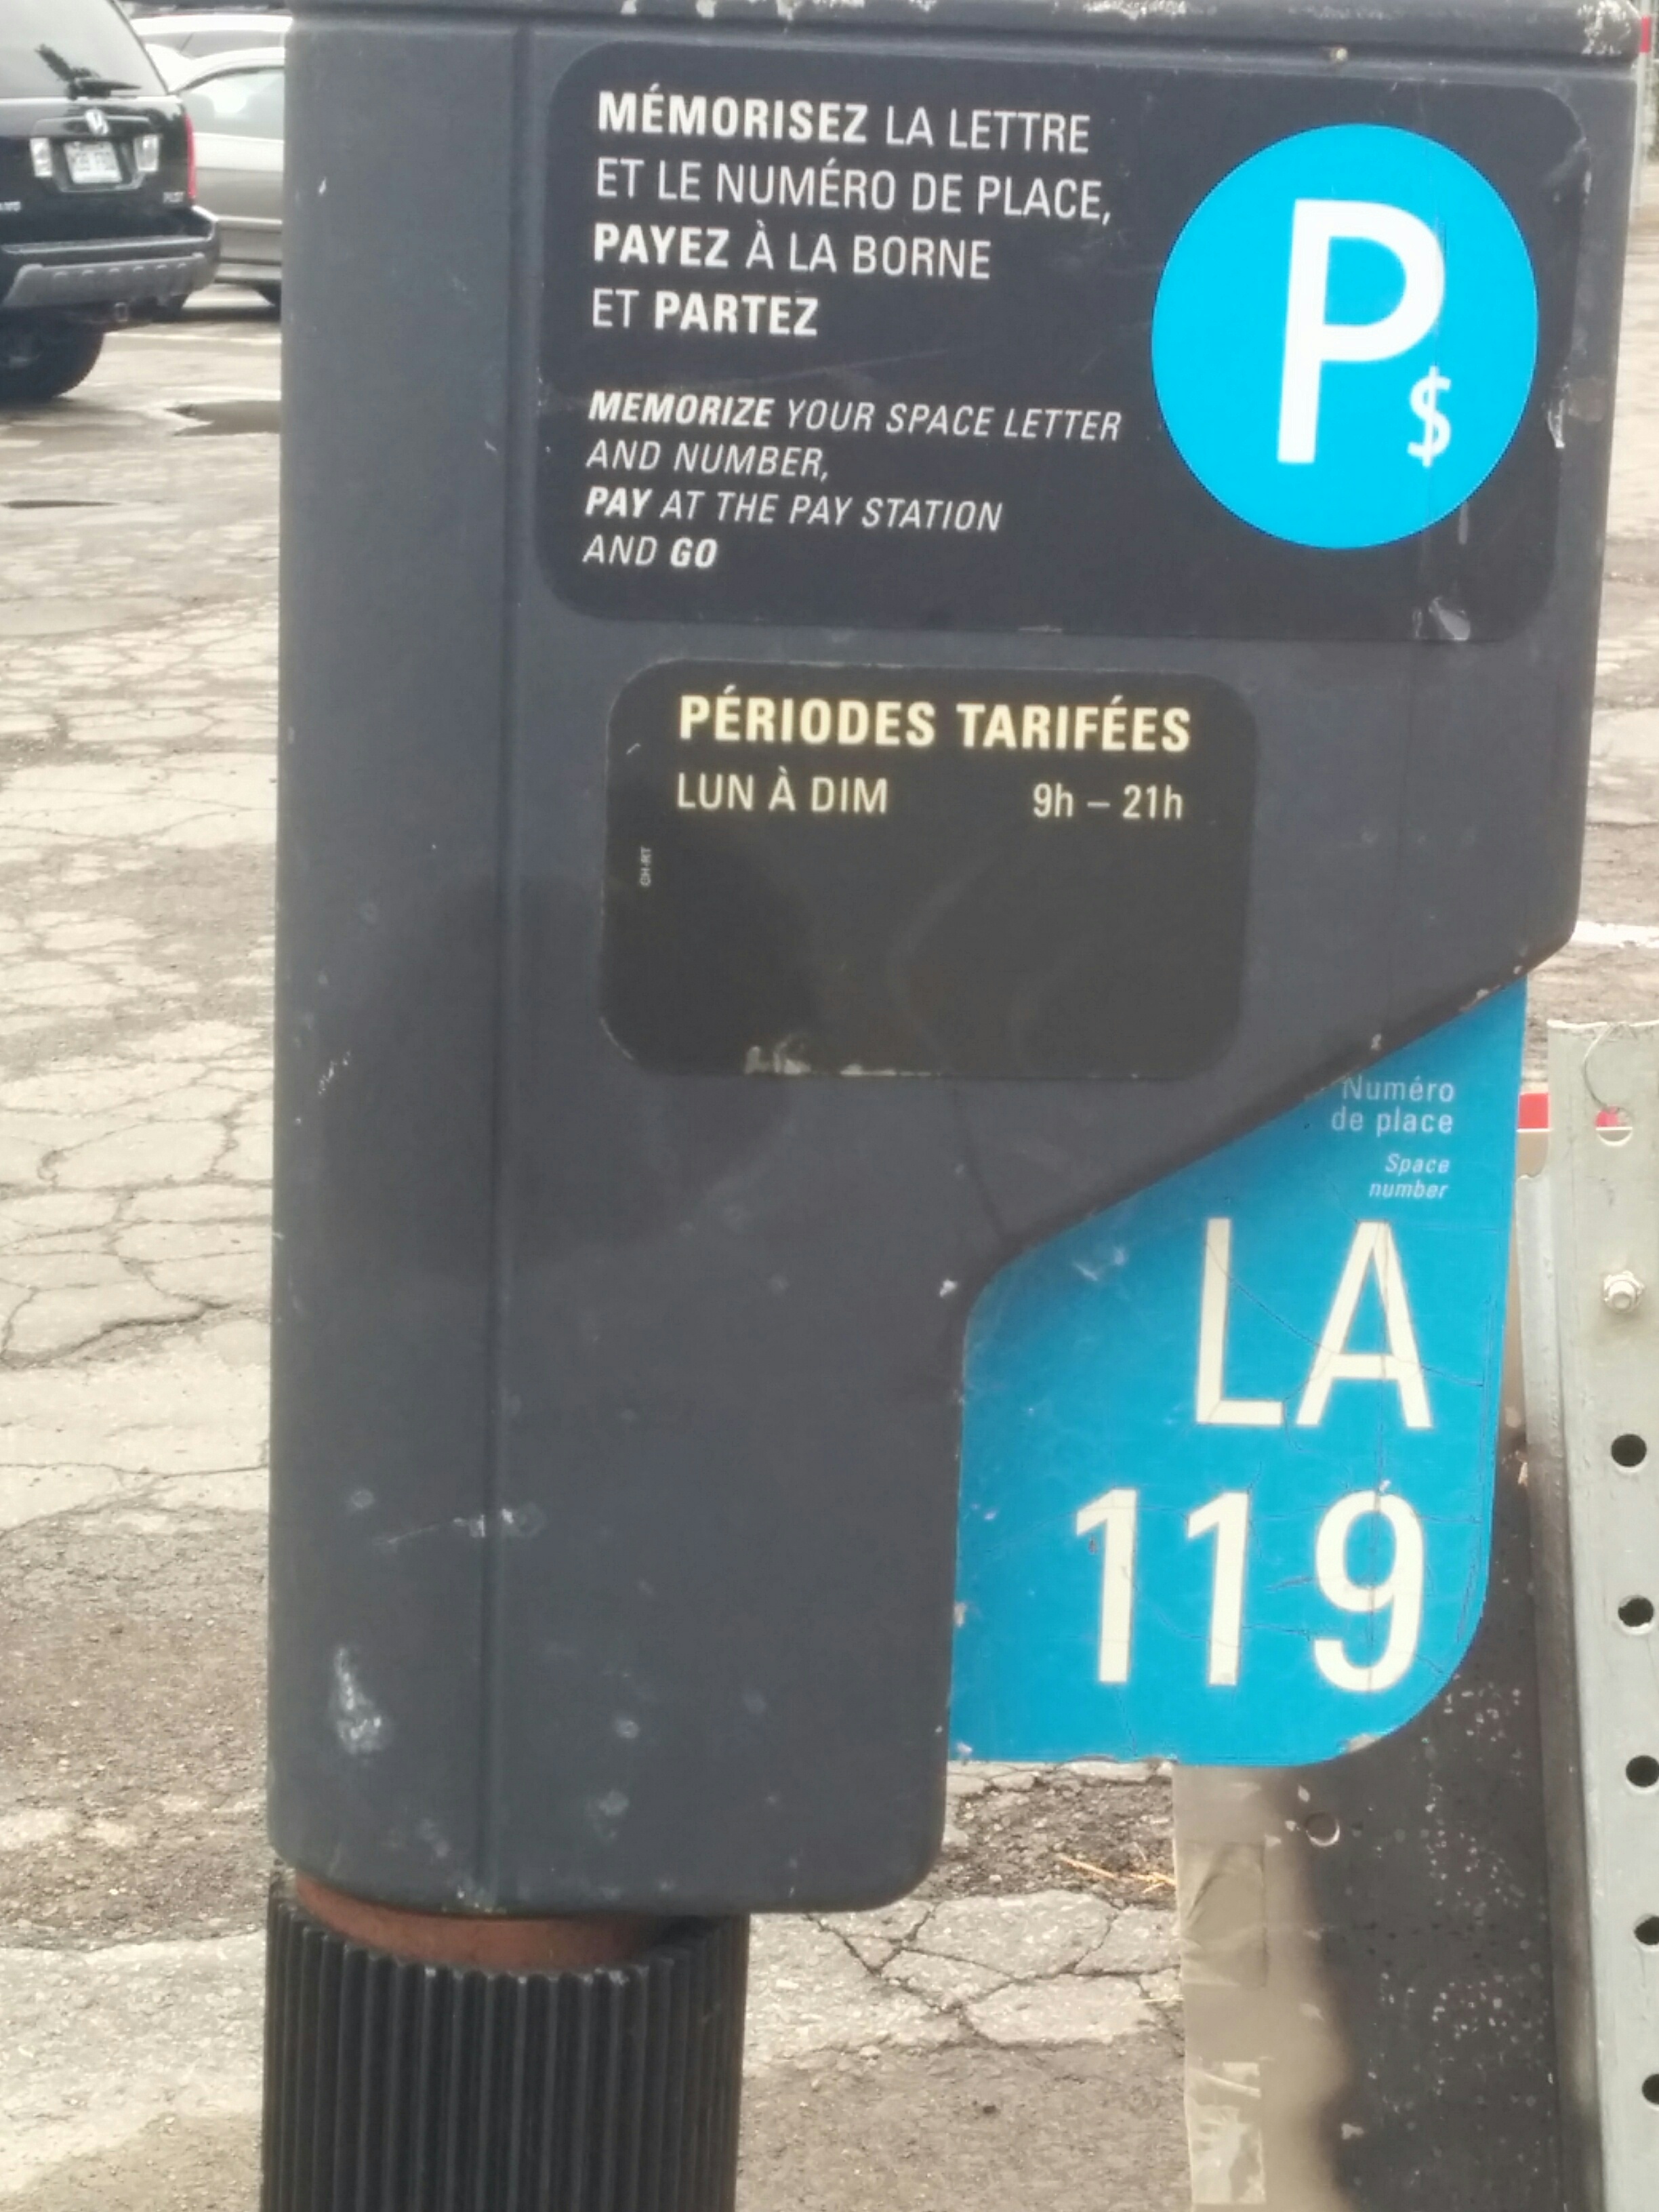 MÉMORISEZ LA LETTRE
ET LE NUMÉRO DE PLACE,
PAYEZ À LA BORNE
ET PARTEZ
P$
MEMORIZE YOUR SPACE LETTER
AND NUMBER,
PAY AT THE PAY STATION
AND GO
PÉRIODES TARIFÉES
LUN À DIM 9h – 21h
CH-RT
Numéro
de place
Space
number
LA
119